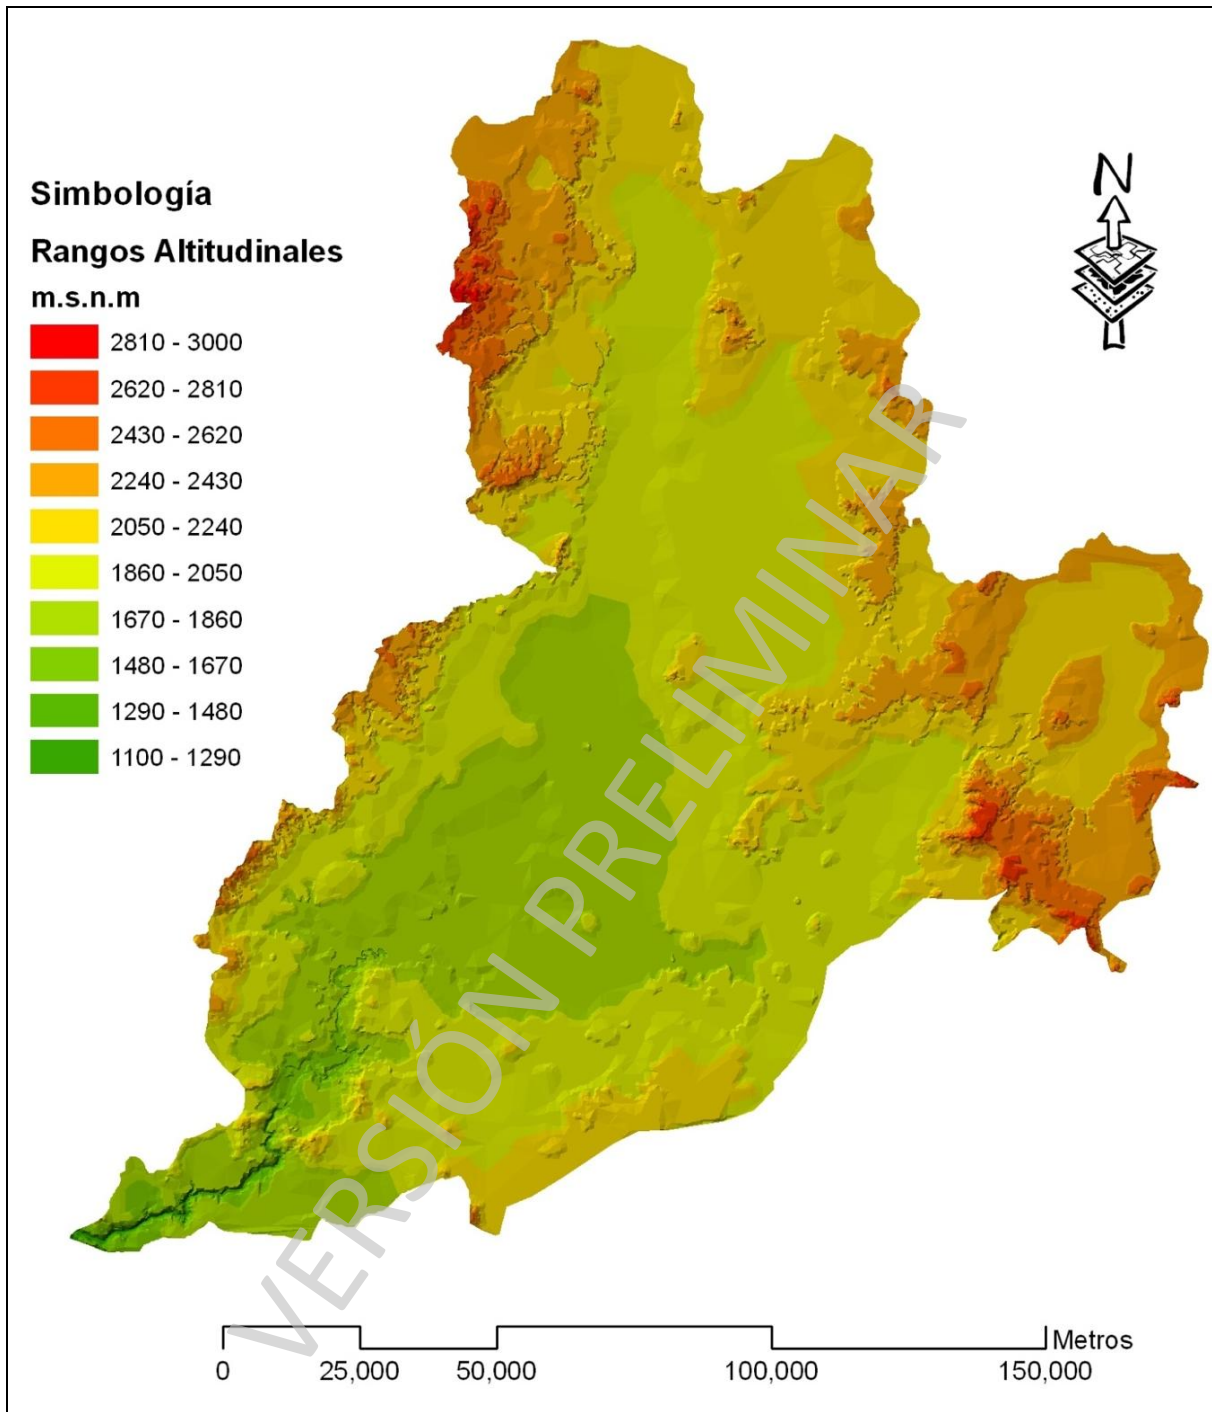 N
Simbología
Rangos Altitudinales
m.s.n.m
2810 - 3000
2620 - 2810
2430 - 2620
2240 - 2430
2050 - 2240
1860 - 2050
1670 - 1860
1480 - 1670
1290 - 1480
1100 - 1290
VERSIÓN PRELIMINAR
Metros
0 25,000 50,000 100,000 150,000